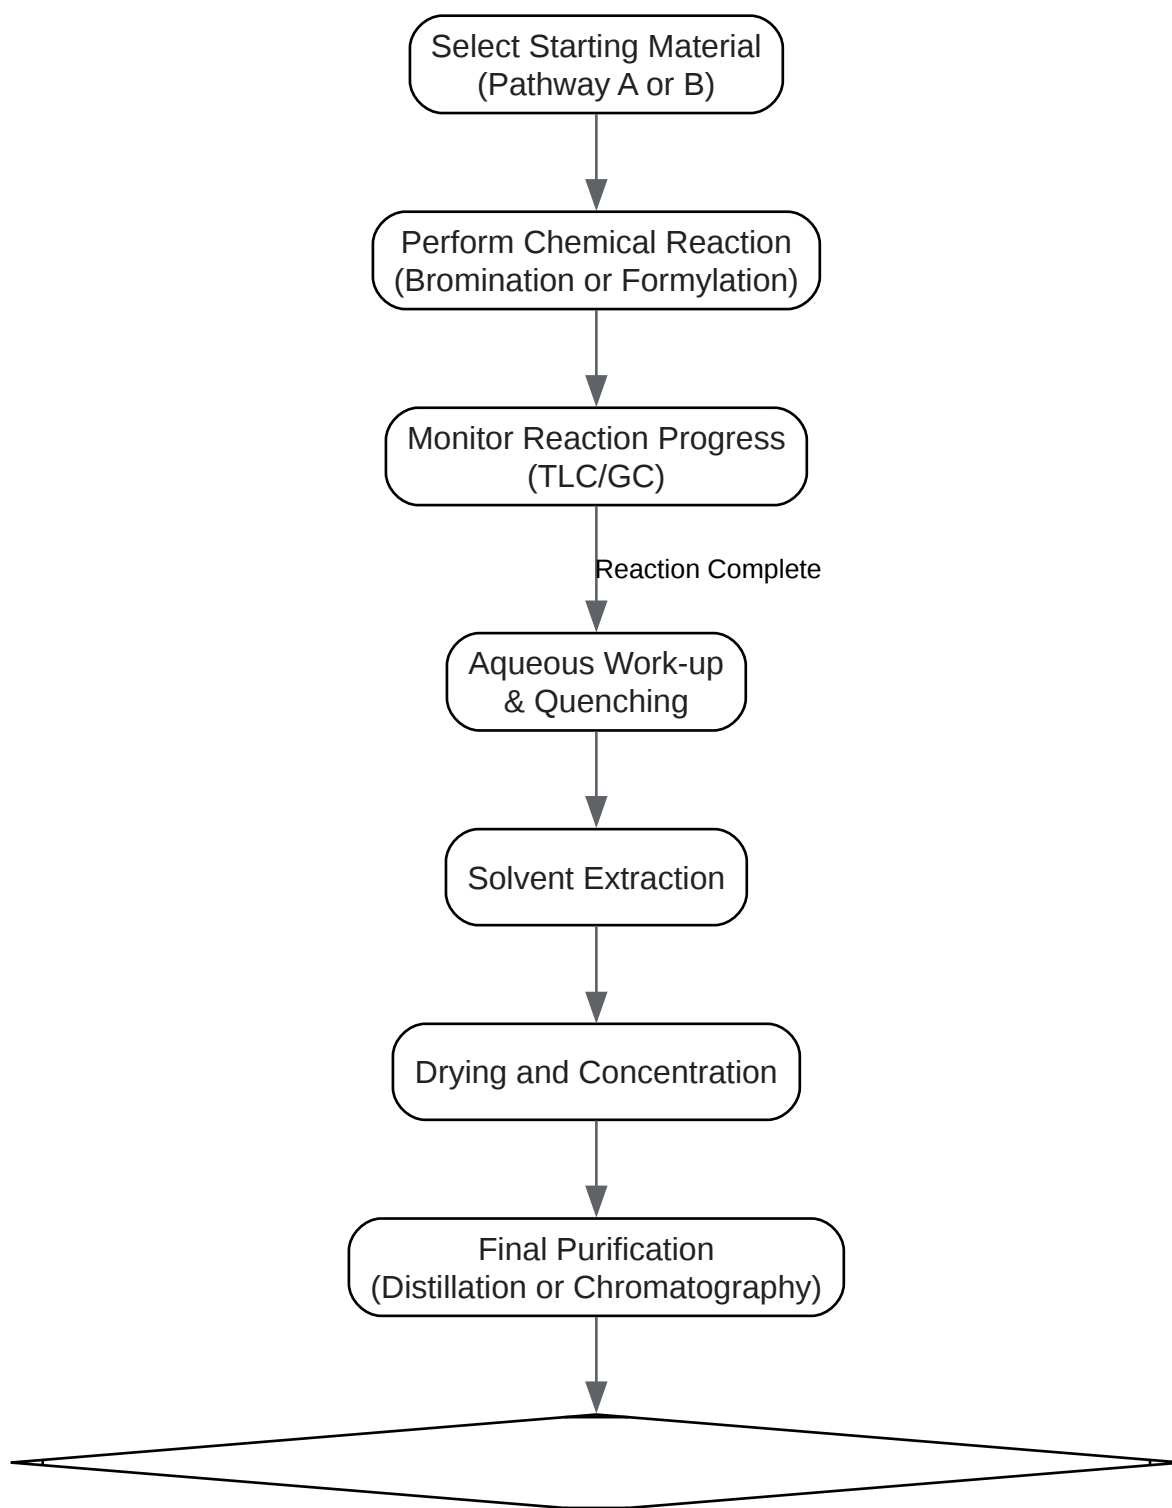 Select Starting Material
(Pathway A or B)
Perform Chemical Reaction
(Bromination or Formylation)
Monitor Reaction Progress
(TLC/GC)
Reaction Complete
Aqueous Work-up
& Quenching
Solvent Extraction
Drying and Concentration
Final Purification
(Distillation or Chromatography)